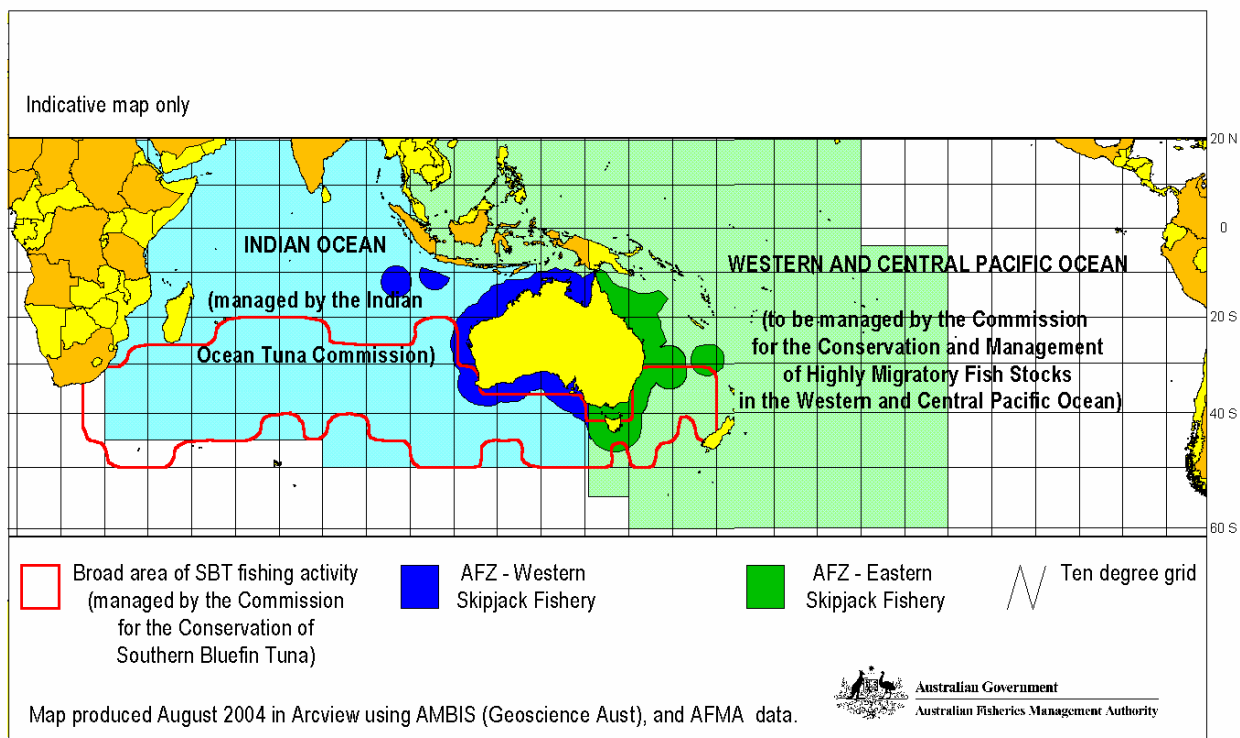 Indicative map only
20 N
0
20 S
40 S
60 S
INDIAN OCEAN
(managed by the Indian
Ocean Tuna Commission)
WESTERN AND CENTRAL PACIFIC OCEAN
(to be managed by the Commission
for the Conservation and Management
of Highly Migratory Fish Stocks
in the Western and Central Pacific Ocean)
Broad area of SBT fishing activity
(managed by the Commission
for the Conservation of
Southern Bluefin Tuna)
AFZ - Western
Skipjack Fishery
AFZ - Eastern
Skipjack Fishery
Ten degree grid
Map produced August 2004 in Arcview using AMBIS (Geoscience Aust), and AFMA data.
Australian Government
Australian Fisheries Management Authority